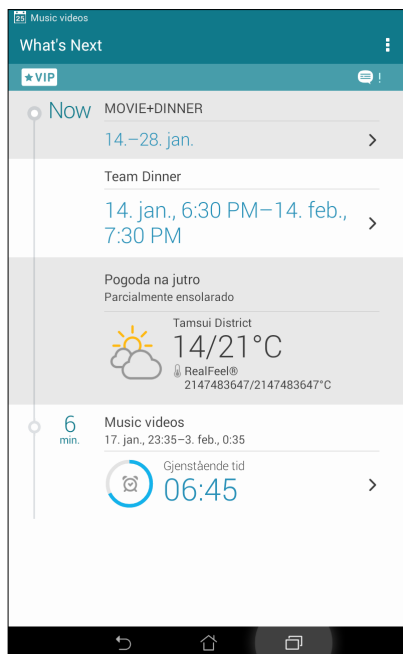 25 Music videos
What's Next
★VIP !
Now MOVIE+DINNER
14.–28. jan.
Team Dinner
14. jan., 6:30 PM–14. feb.,
7:30 PM
Pogoda na jutro
Parcialmente ensolarado
Tamsui District
14/21°C
RealFeel®
2147483647/2147483647°C
6 Music videos
min. 17. jan., 23:35–3. feb., 0:35
Gjenstående tid
06:45